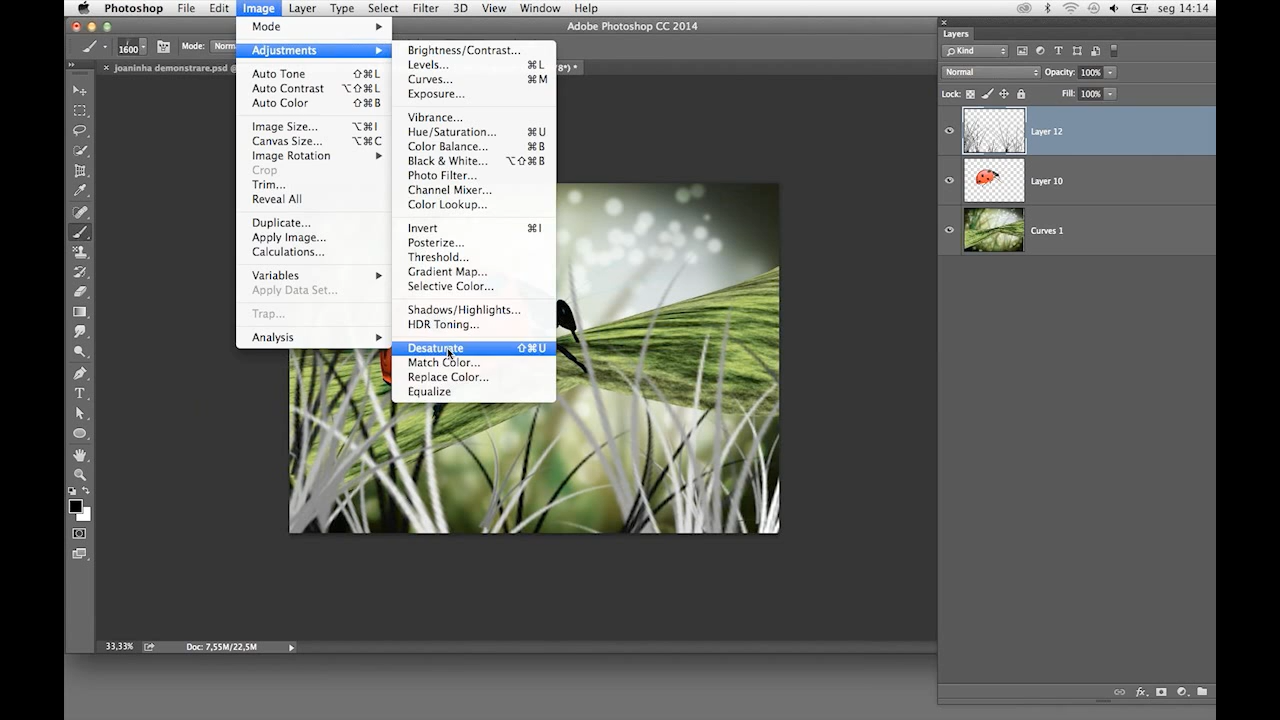 Photoshop File Edit Image Layer Type Select Filter 3D View Window Help seg 14:14
Adobe Photoshop CC 2014
1600 Mode: Norm
joaninha demonstrare.psd @ 8*) *
Mode
Adjustments
Auto Tone ⇧⌘L
Auto Contrast ⌥⇧⌘L
Auto Color ⇧⌘B
Image Size... ⌥⌘I
Canvas Size... ⌥⌘C
Image Rotation
Crop
Trim...
Reveal All
Duplicate...
Apply Image...
Calculations...
Variables
Apply Data Set...
Trap...
Analysis
Brightness/Contrast...
Levels... ⌘L
Curves... ⌘M
Exposure...
Vibrance...
Hue/Saturation... ⌘U
Color Balance... ⌘B
Black & White... ⌥⇧⌘B
Photo Filter...
Channel Mixer...
Color Lookup...
Invert ⌘I
Posterize...
Threshold...
Gradient Map...
Selective Color...
Shadows/Highlights...
HDR Toning...
Desaturate ⇧⌘U
Match Color...
Replace Color...
Equalize
Layers
Kind
Normal Opacity: 100%
Lock: Fill: 100%
Layer 12
Layer 10
Curves 1
33,33% Doc: 7,55M/22,5M